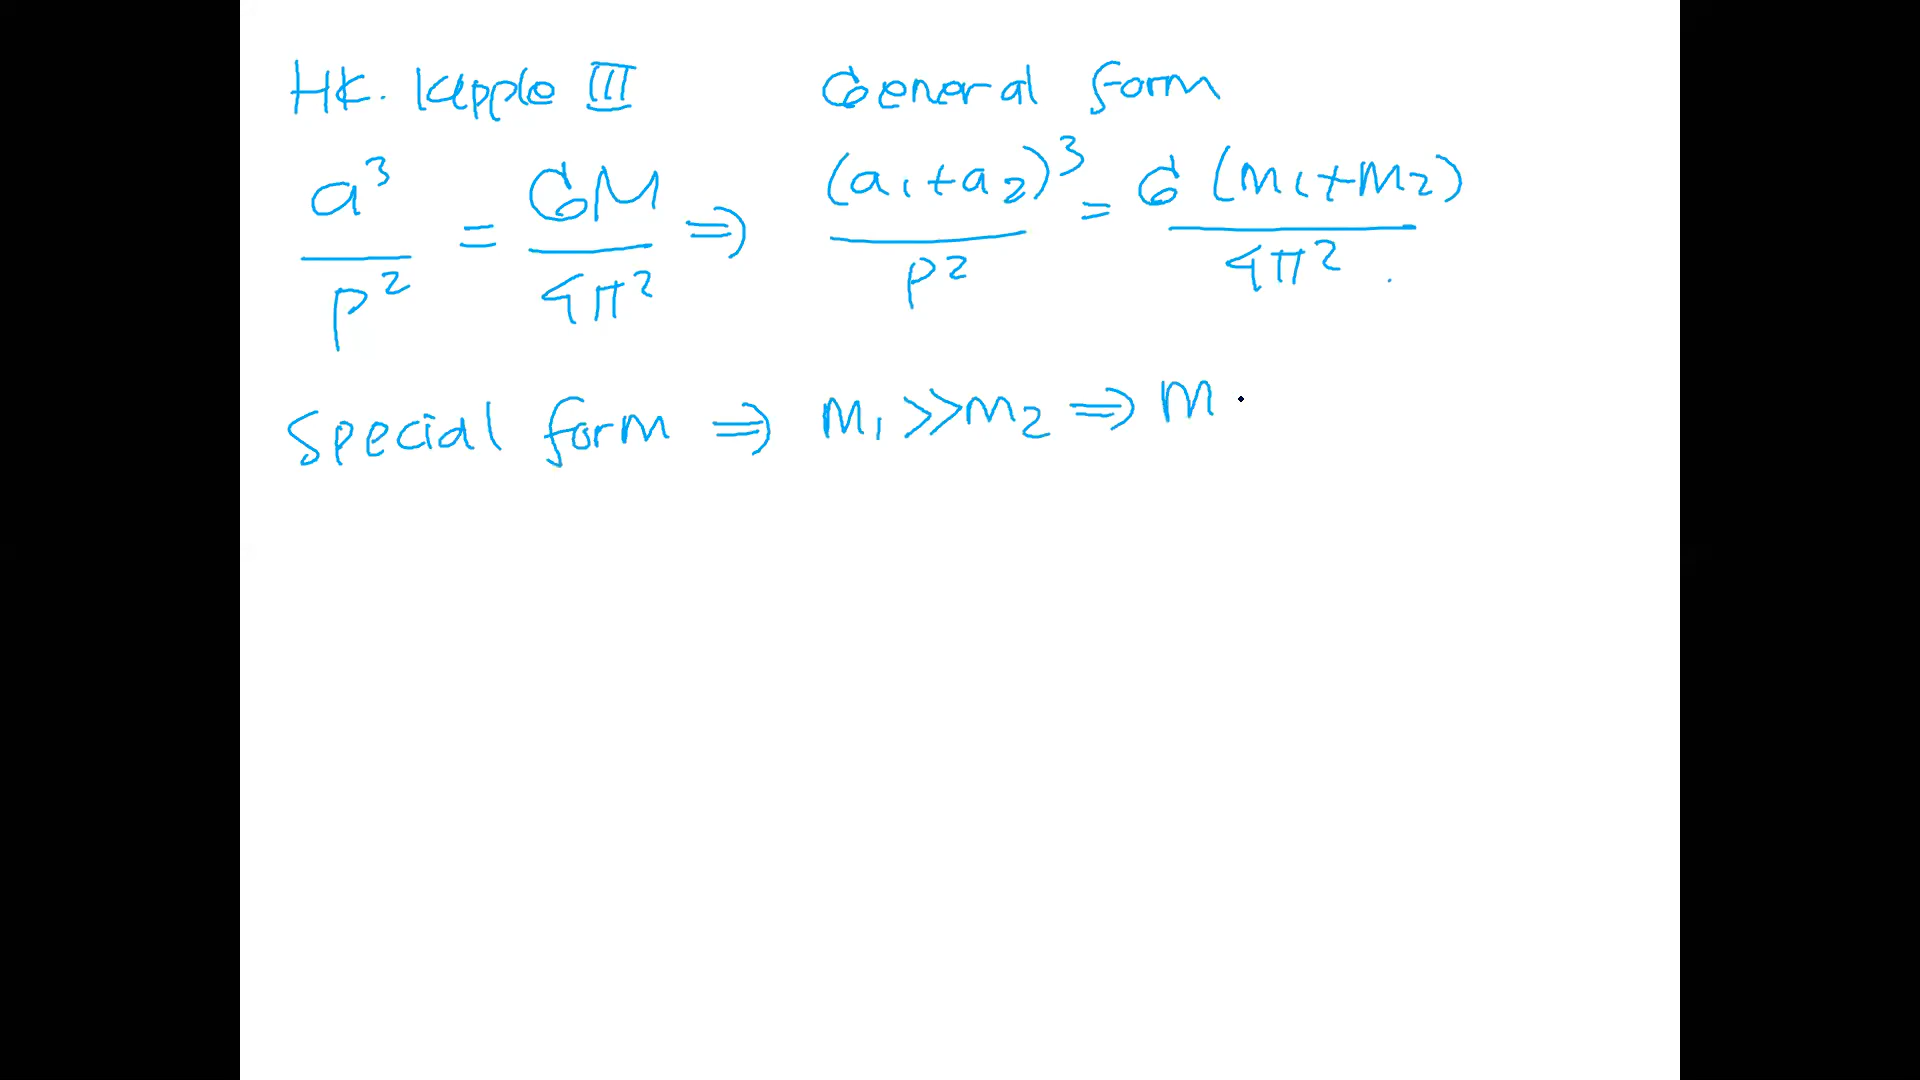 HK. Kepple III General form
a³/P² = GM/4π² ⇒ (a₁+a₂)³/P² = G(m₁+m₂)/4π² .
Special form ⇒ M₁ >> m₂ ⇒ M